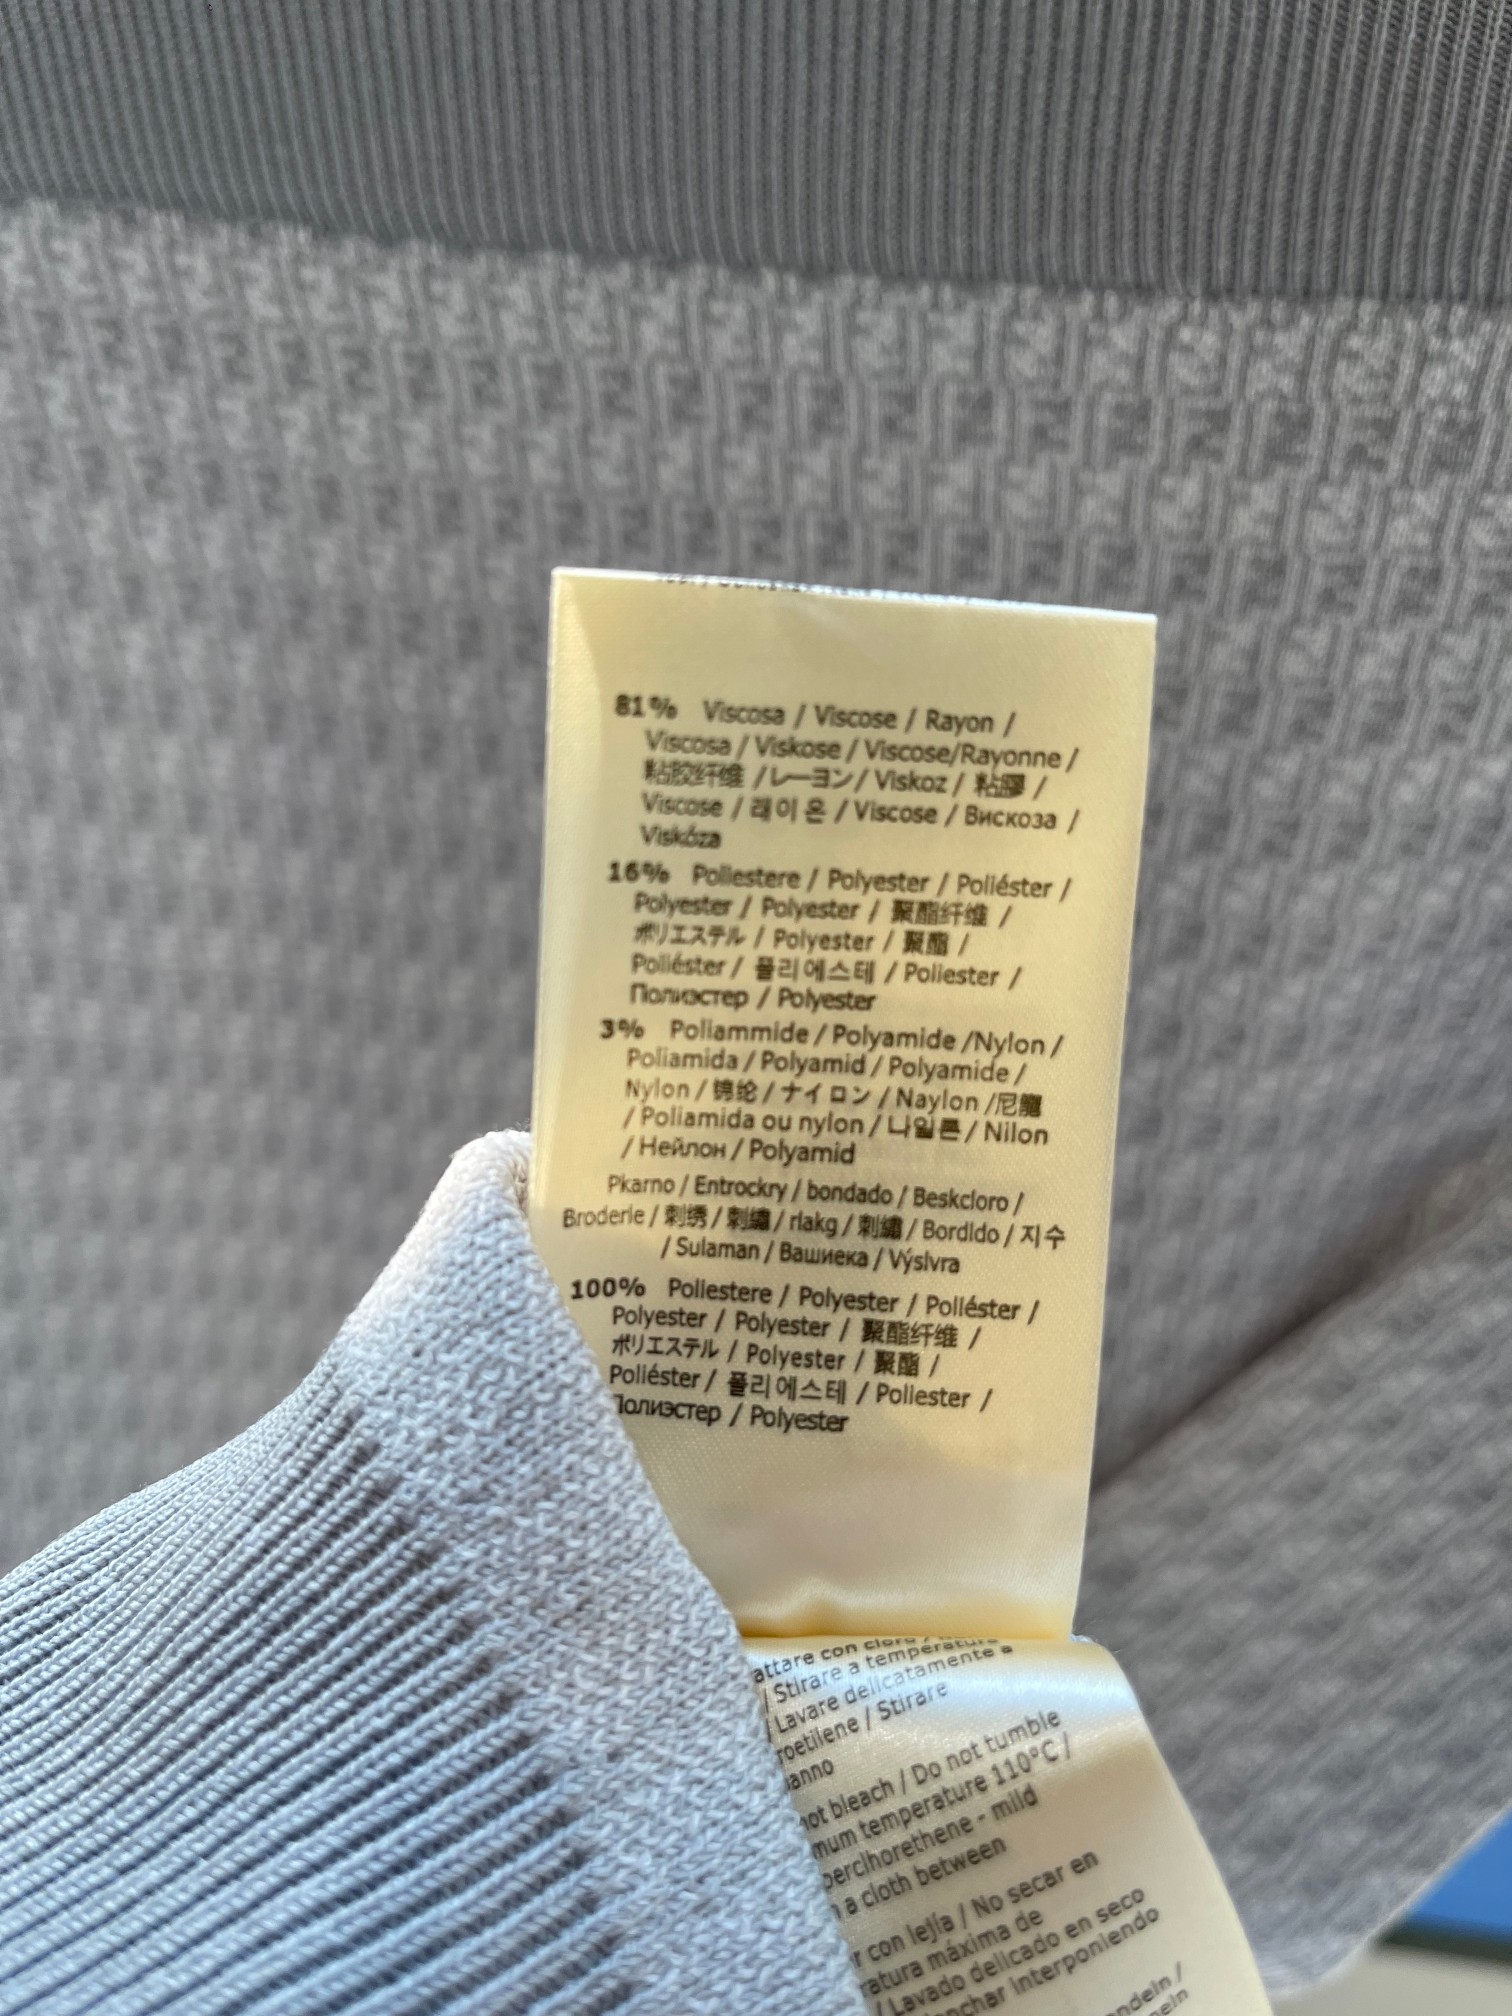 81% Viscosa / Viscose / Rayon /
Viscosa / Viskose / Viscose/Rayonne /
粘胶纤维 /レーヨン/ Viskoz / 粘膠 /
Viscose / 레이온 / Viscose / Вискоза /
Viskóza
16% Poliestere / Polyester / Poliéster /
Polyester / Polyester / 聚酯纤维 /
ポリエステル / Polyester / 聚酯 /
Poliéster / 폴리에스테 / Poliester /
Полиэстер / Polyester
3% Poliammide / Polyamide /Nylon /
Poliamida / Polyamid / Polyamide /
Nylon / 锦纶 / ナイロン / Naylon /尼龍
/ Poliamida ou nylon / 나일론 / Nilon
/ Нейлон / Polyamid
Pkarno / Entrockry / bondado / Beskcloro /
Broderie / 刺绣 / 刺繡 / rlakg / 刺繡 / Bordido / 지수
/ Sulaman / Вашиека / Výsivra
100% Poliestere / Polyester / Poliéster /
Polyester / Polyester / 聚酯纤维 /
ポリエステル / Polyester / 聚酯 /
Poliéster / 폴리에스테 / Poliester /
Полиэстер / Polyester
attare con cloro /
/ Stirare a temperatura
/ Lavare delicatamente a
roetilene / Stirare
panno
not bleach / Do not tumble
mum temperature 110°C /
perclhorethene - mild
a cloth between
r con lejía / No secar en
ratura máxima de
/ Lavado delicado en seco
nchar interponiendo